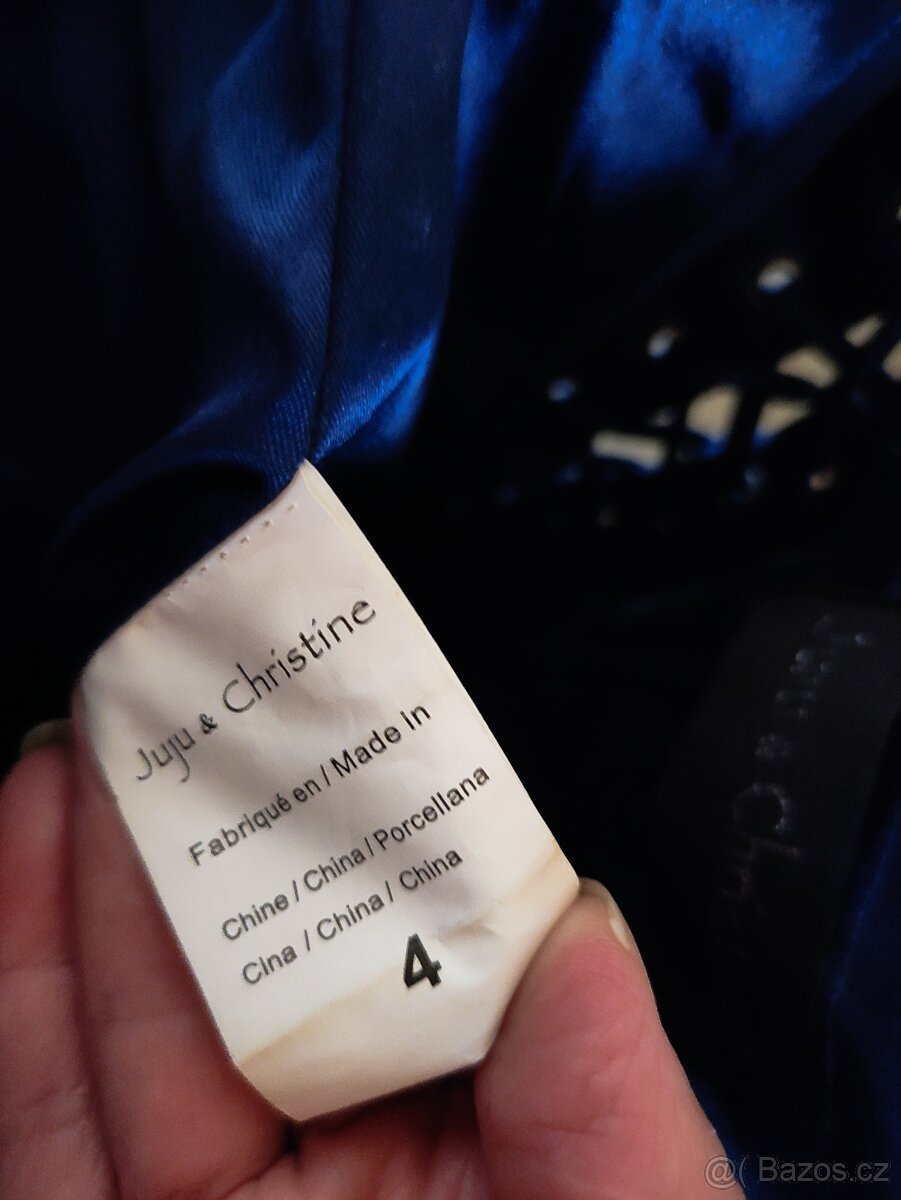 Juju & Christine
Fabriqué en / Made in
Chine / China / Porcellana
Cina / China / China
4
@( Bazos.cz